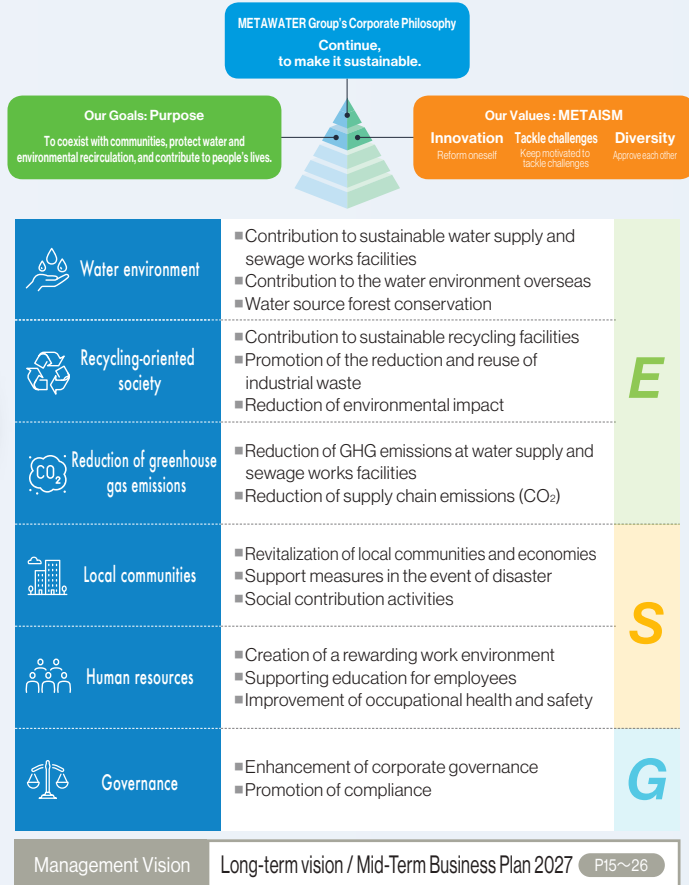 METAWATER Group's Corporate Philosophy
Continue,
to make it sustainable.
Our Goals: Purpose
To coexist with communities, protect water and
environmental recirculation, and contribute to people's lives.
Our Values : METAISM
Innovation
Reform oneself
Tackle challenges
Keep motivated to
tackle challenges
Diversity
Approve each other
Water environment
■Contribution to sustainable water supply and
sewage works facilities
■Contribution to the water environment overseas
■Water source forest conservation
Recycling-oriented
society
■Contribution to sustainable recycling facilities
■Promotion of the reduction and reuse of
industrial waste
■Reduction of environmental impact
E
CO₂
Reduction of greenhouse
gas emissions
■Reduction of GHG emissions at water supply and
sewage works facilities
■Reduction of supply chain emissions (CO₂)
Local communities
■Revitalization of local communities and economies
■Support measures in the event of disaster
■Social contribution activities
S
Human resources
■Creation of a rewarding work environment
■Supporting education for employees
■Improvement of occupational health and safety
Governance
■Enhancement of corporate governance
■Promotion of compliance
G
Management Vision
Long-term vision / Mid-Term Business Plan 2027
P15～26